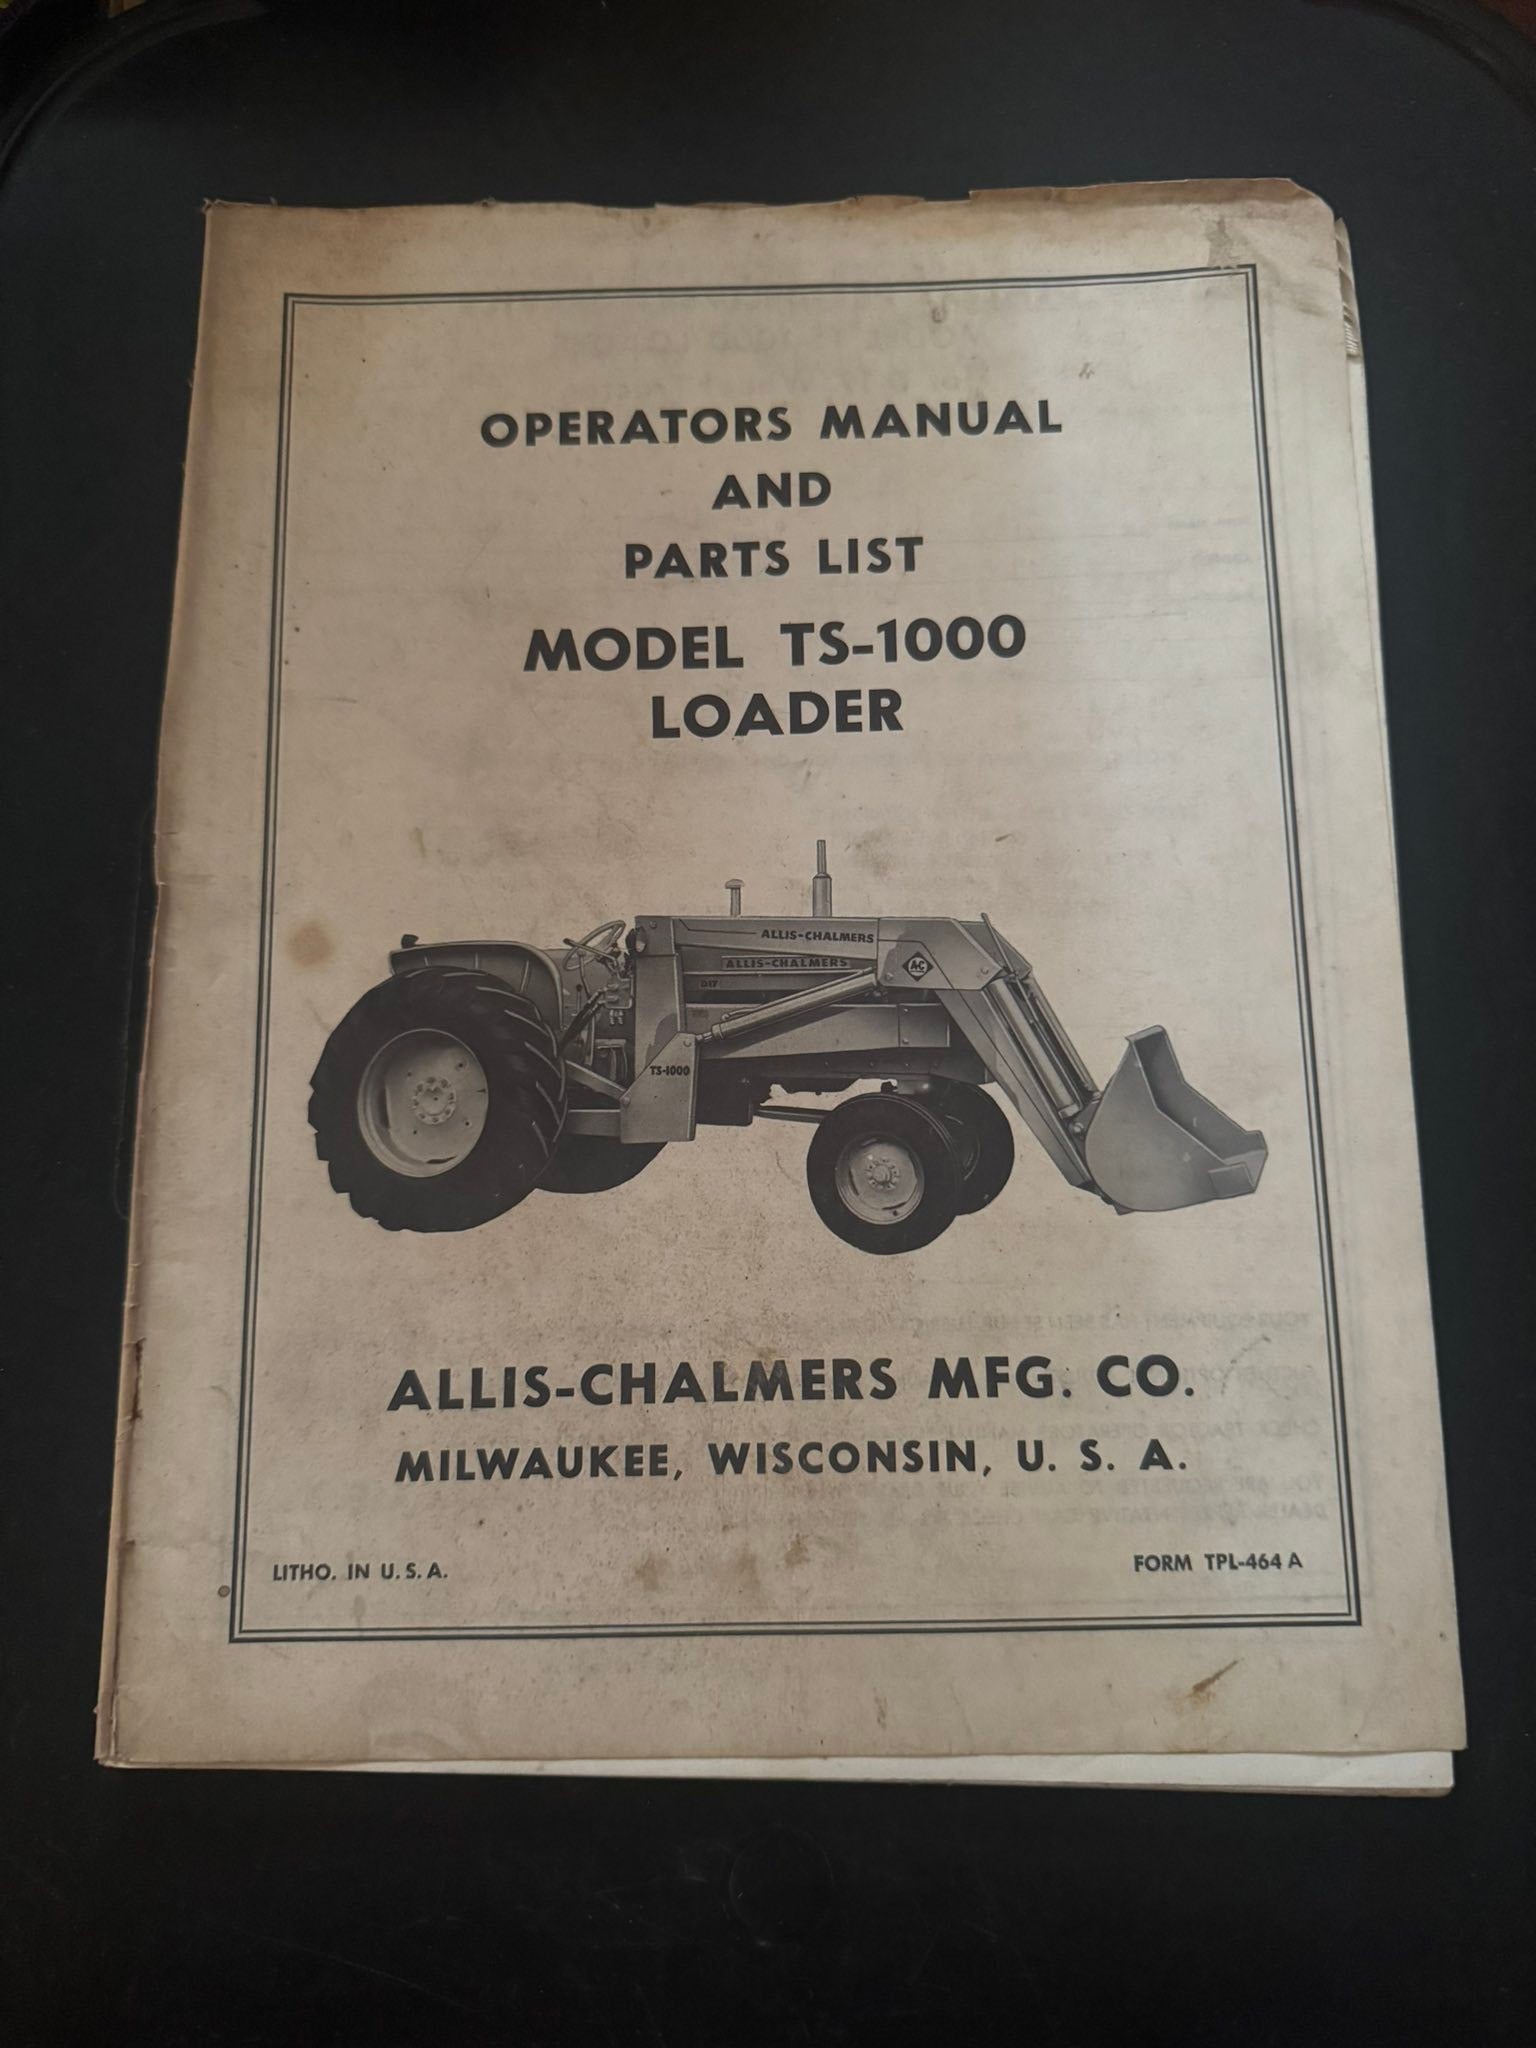 OPERATORS MANUAL
AND
PARTS LIST
MODEL TS-1000
LOADER
ALLIS-CHALMERS
ALLIS-CHALMERS
A-C
D17
TS-1000
ALLIS-CHALMERS MFG. CO.
MILWAUKEE, WISCONSIN, U. S. A.
LITHO. IN U. S. A.
FORM TPL-464 A